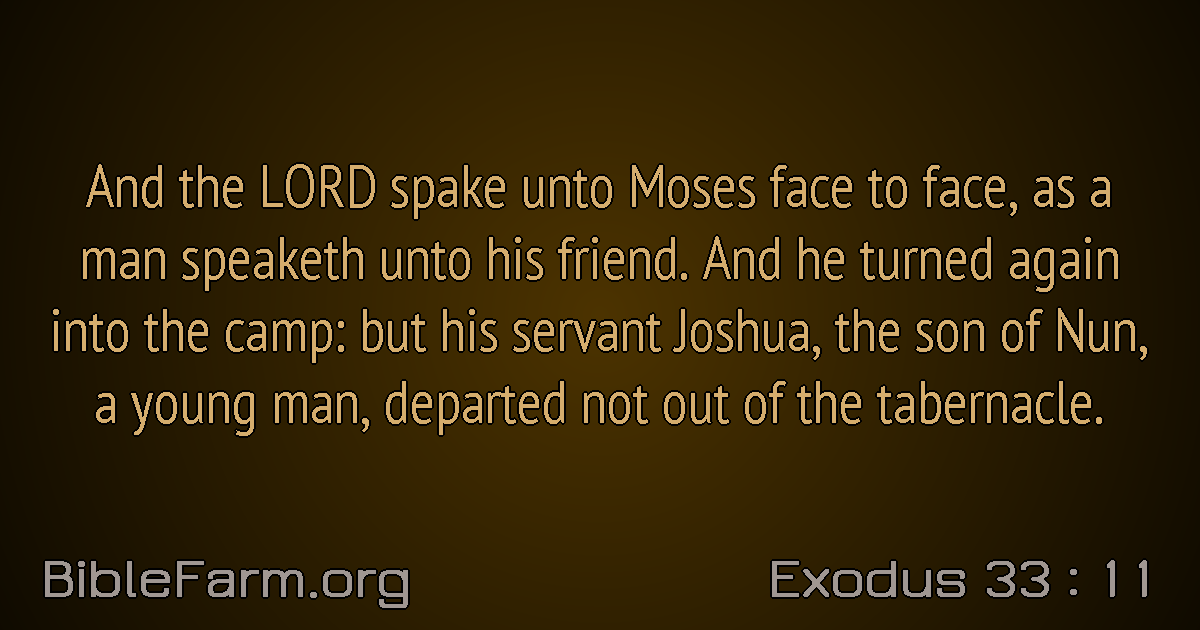 And the LORD spake unto Moses face to face, as a
man speaketh unto his friend. And he turned again
into the camp: but his servant Joshua, the son of Nun,
a young man, departed not out of the tabernacle.
BibleFarm.org
Exodus 33 : 11